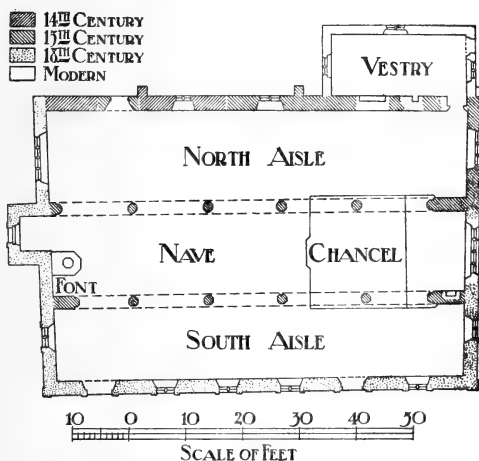 14TH CENTURY
15TH CENTURY
18TH CENTURY
MODERN
VESTRY
NORTH AISLE
NAVE
CHANCEL
FONT
SOUTH AISLE
10 0 10 20 30 40 50
SCALE OF FEET